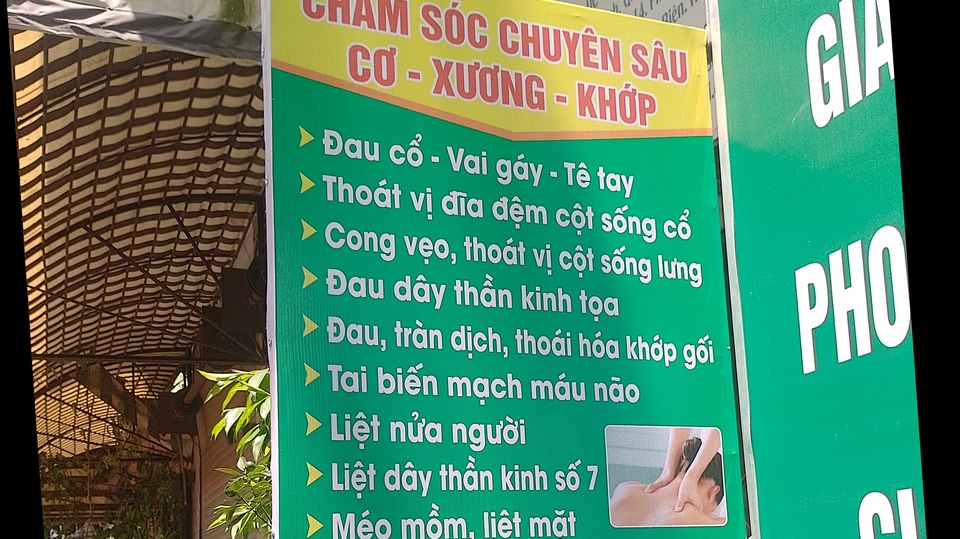 CHĂM SÓC CHUYÊN SÂU
CƠ - XƯƠNG - KHỚP
Đau cổ - Vai gáy - Tê tay
Thoát vị đĩa đệm cột sống cổ
Cong vẹo, thoát vị cột sống lưng
Đau dây thần kinh tọa
Đau, tràn dịch, thoái hóa khớp gối
Tai biến mạch máu não
Liệt nửa người
Liệt dây thần kinh số 7
Méo mồm, liệt mặt
GIA
PHO